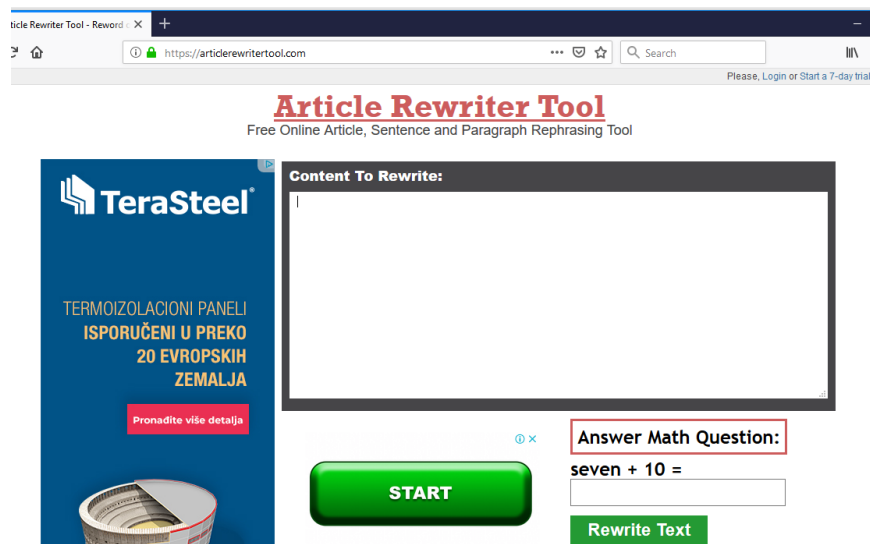 ticle Rewriter Tool - Reword
https://articlerewritertool.com
Search
Please, Login or Start a 7-day trial
Article Rewriter Tool
Free Online Article, Sentence and Paragraph Rephrasing Tool
TeraSteel
TERMOIZOLACIONI PANELI
ISPORUČENI U PREKO
20 EVROPSKIH
ZEMALJA
Pronađite više detalja
Content To Rewrite:
START
Answer Math Question:
seven + 10 =
Rewrite Text